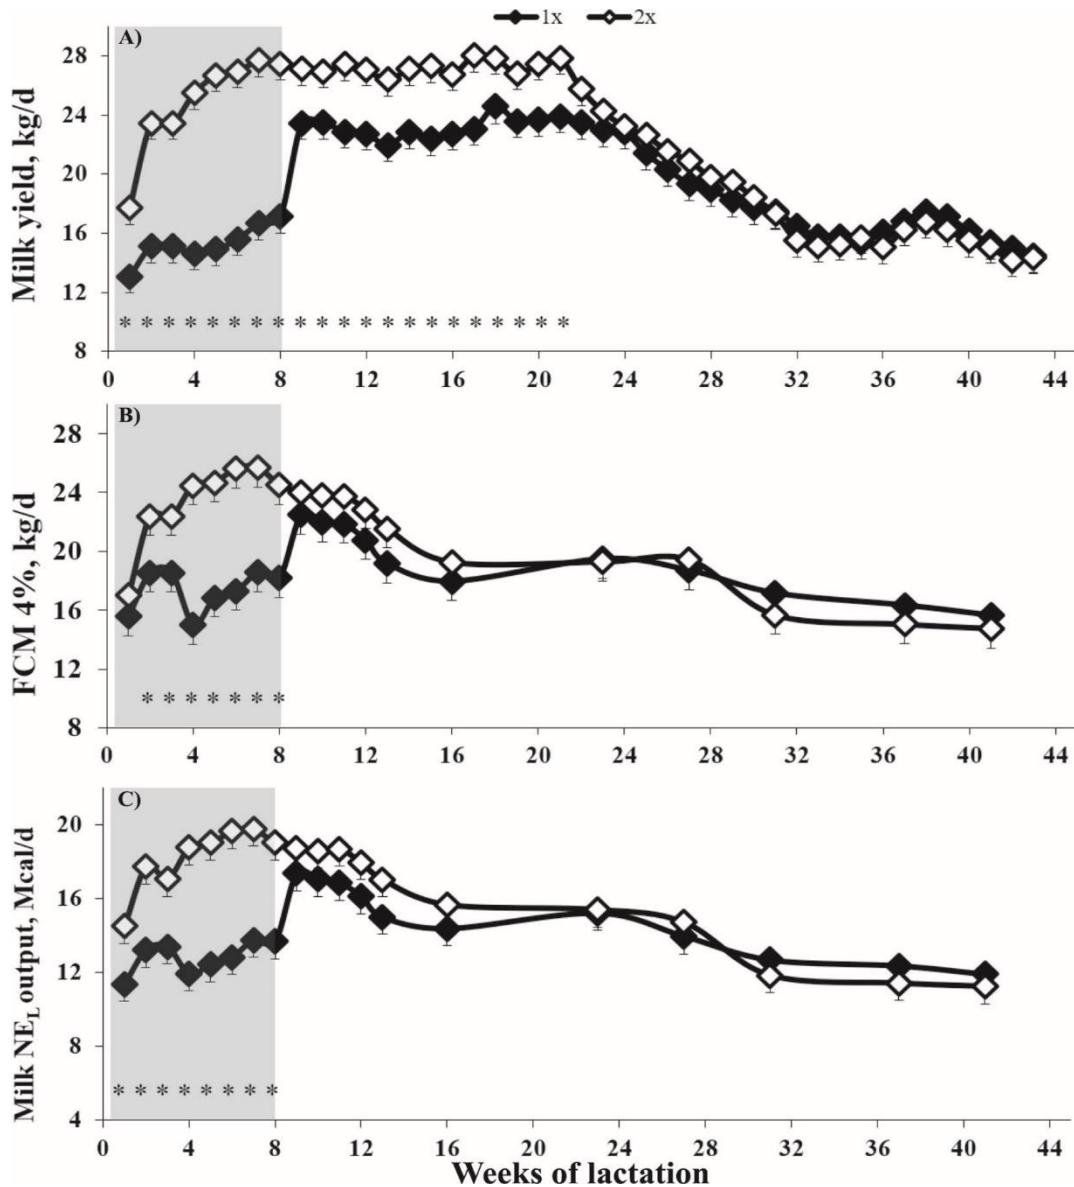 1x 2x
A)
Milk yield, kg/d
28
24
20
16
12
8
* * * * * * * * * * * * * * * * * * * * *
0 4 8 12 16 20 24 28 32 36 40 44
B)
FCM 4%, kg/d
28
24
20
16
12
8
* * * * * * *
0 4 8 12 16 20 24 28 32 36 40 44
C)
Milk NEL output, Mcal/d
20
16
12
8
4
* * * * * * * *
0 4 8 12 16 20 24 28 32 36 40 44
Weeks of lactation